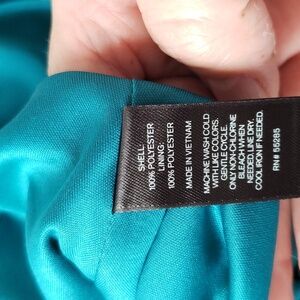 SHELL:
100% POLYESTER
LINING:
100% POLYESTER
MADE IN VIETNAM
MACHINE WASH COLD
WITH LIKE COLORS.
GENTLE CYCLE.
ONLY NON-CHLORINE
BLEACH WHEN
NEEDED. LINE DRY.
COOL IRON IF NEEDED.
RN# 55285